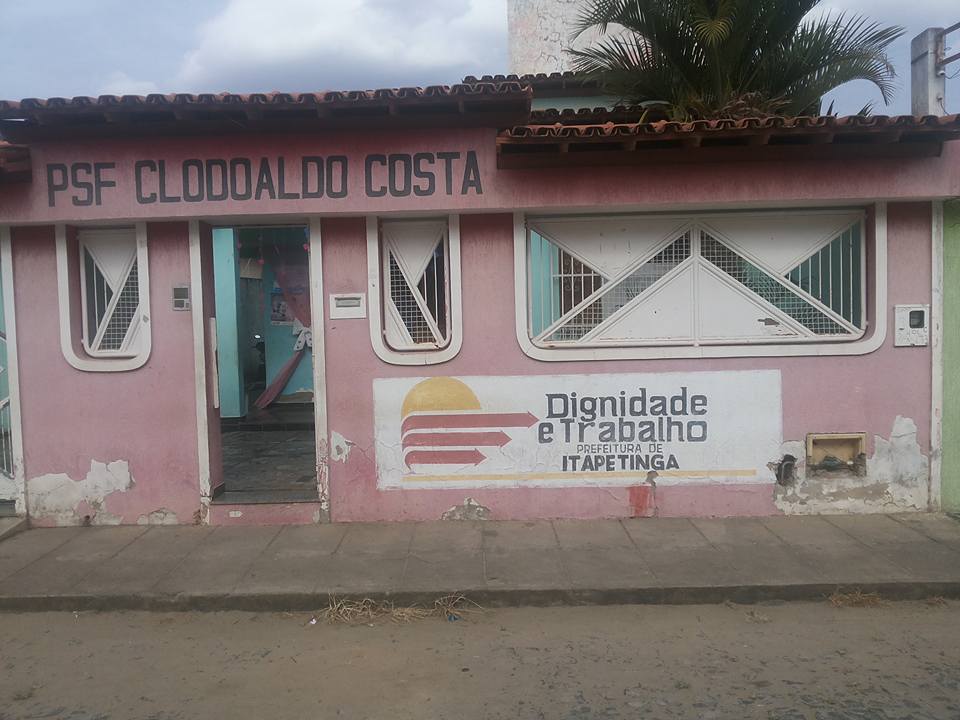 PSF CLODOALDO COSTA
Dignidade
e Trabalho
PREFEITURA DE
ITAPETINGA